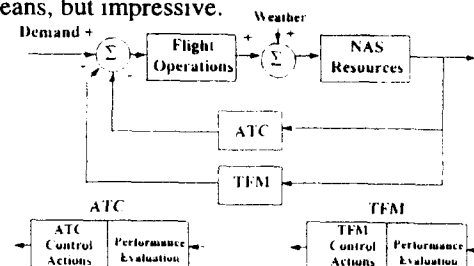 eans, but impressive.
Weather
Demand +
+ +
Σ
Flight
Operations
Σ
NAS
Resources
- -
ATC
TFM
ATC
TFM
ATC
Control
Actions
Performance
Evaluation
TFM
Control
Actions
Performance
Evaluation